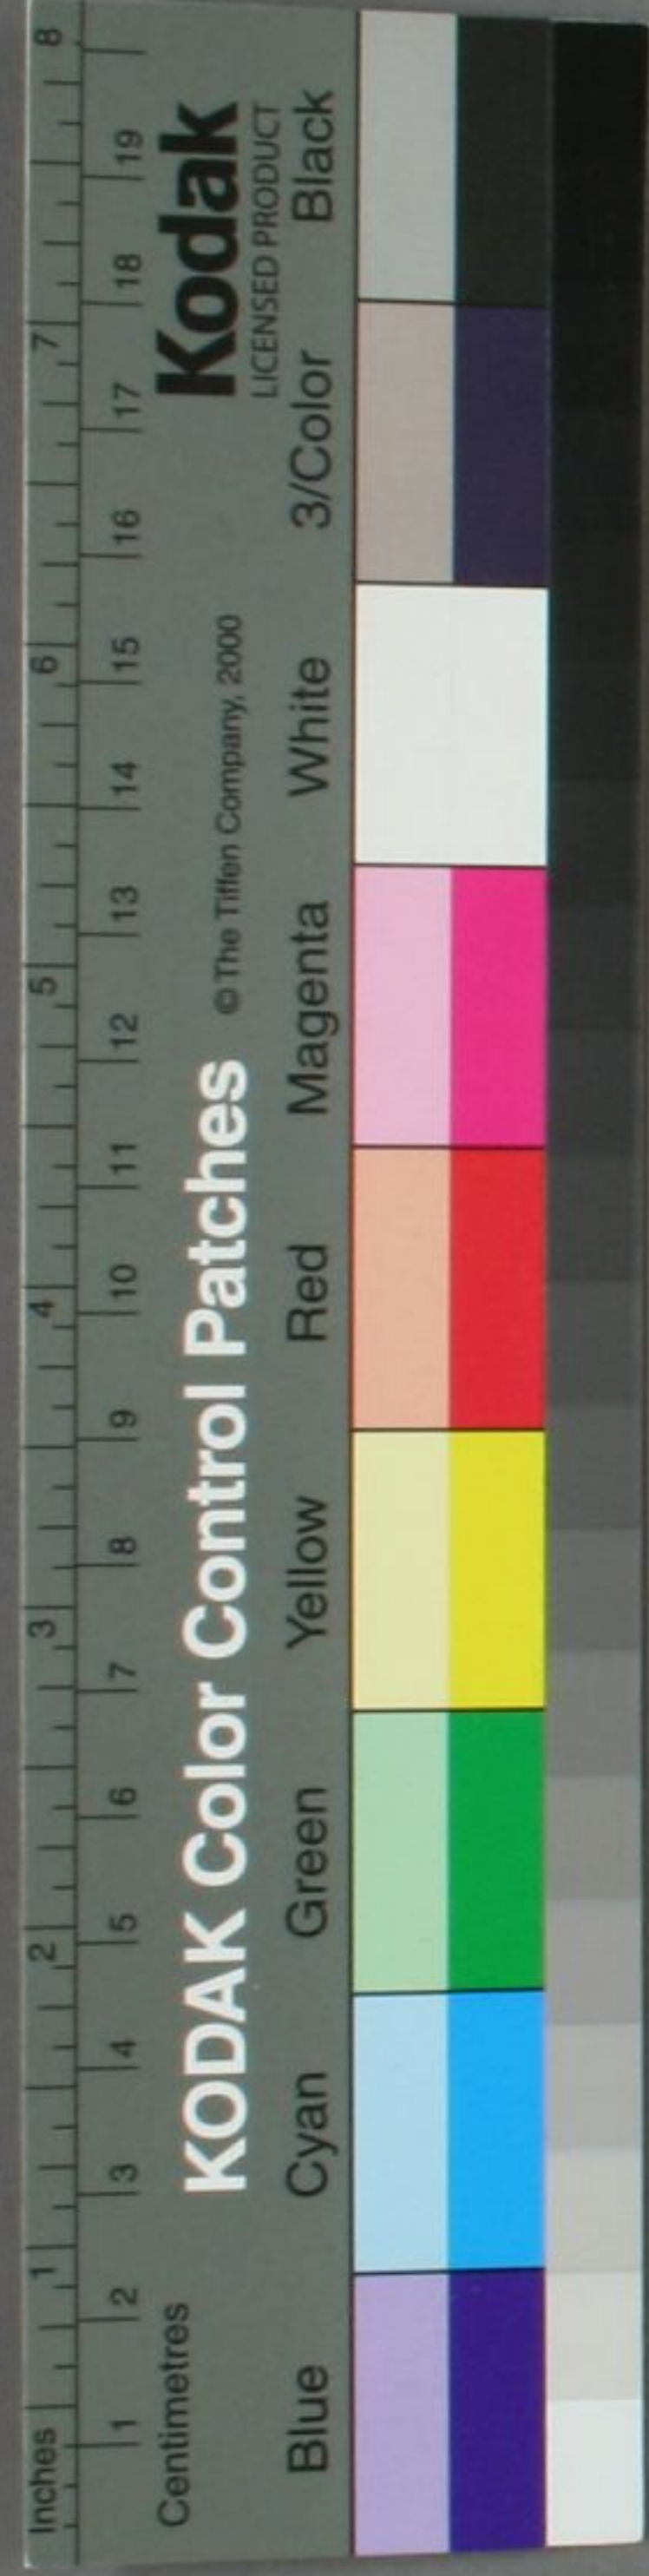 Inches 1 2 3 4 5 6 7 8
1 2 3 4 5 6 7 8 9 10 11 12 13 14 15 16 17 18 19
Centimetres
KODAK Color Control Patches © The Tiffen Company, 2000 Kodak
LICENSED PRODUCT
Blue Cyan Green Yellow Red Magenta White 3/Color Black